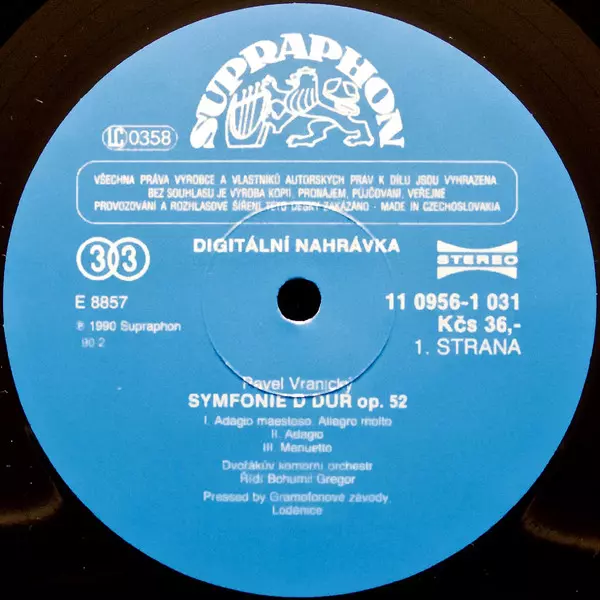 SUPRAPHON
LC 0358
VŠECHNA PRÁVA VÝROBCE A VLASTNÍKŮ AUTORSKÝCH PRÁV K DÍLU JSOU VYHRAZENA.
BEZ SOUHLASU JE VÝROBA KOPIÍ, PRONÁJEM, PŮJČOVÁNÍ, VEŘEJNÉ
PROVOZOVÁNÍ A ROZHLASOVÉ ŠÍŘENÍ TÉTO DESKY ZAKÁZÁNO · MADE IN CZECHOSLOVAKIA
DIGITÁLNÍ NAHRÁVKA
33
STEREO
E 8857
11 0956-1 031
℗ 1990 Supraphon
Kčs 36,-
90 2
1. STRANA
Pavel Vranický
SYMFONIE D DUR op. 52
I. Adagio maestoso. Allegro molto
II. Adagio
III. Manuetto
Dvořákův komorní orchestr
Řídí Bohumil Gregor
Pressed by Gramofonové závody,
Loděnice